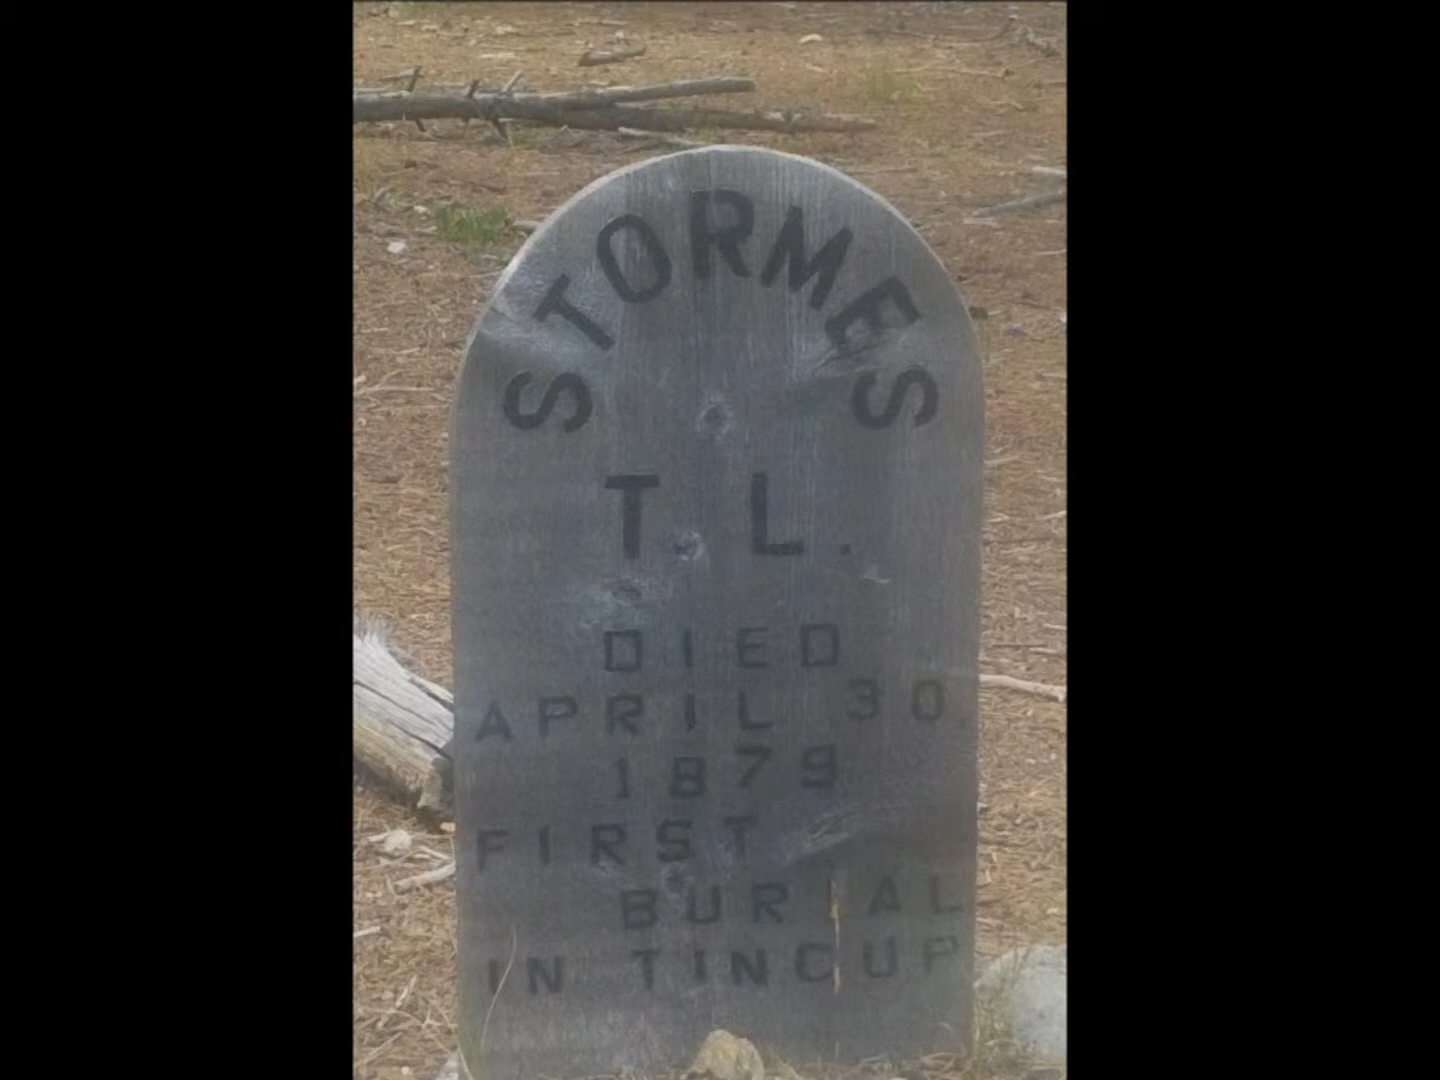 STORMES
T. L.
DIED
APRIL 30
1879
FIRST
BURIAL
IN TINCUP